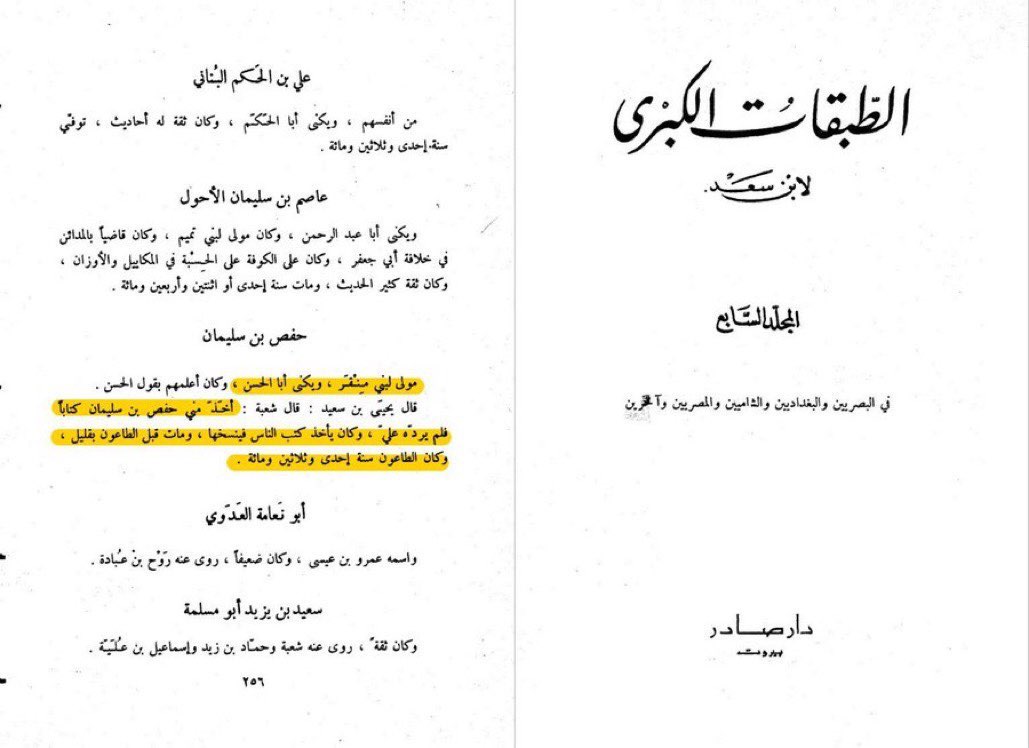 الطبقات الكبرى
لابن سعد.
المجلد السابع
في البصريين والبغداديين والشاميين والمصريين وآخرين
دار صادر
بيروت
علي بن الحَكم البُناني
من أنفسهم ، ويكنى أبا الحَكَم ، وكان ثقة له أحاديث ، توفّي
سنة إحدى وثلاثين ومائة .
عاصم بن سليمان الأحول
ويكنى أبا عبد الرحمن ، وكان مولى لبني تميم ، وكان قاضياً بالمدائن
في خلافة أبي جعفر ، وكان على الكوفة على الحِسْبة في المكاييل والأوزان ،
وكان ثقة كثير الحديث ، ومات سنة إحدى أو اثنتين وأربعين ومائة .
حفص بن سليمان
مولى لبني مِنْقَر ، ويكنى أبا الحسن ، وكان أعلمهم بقول الحسن .
قال يحيَى بن سعيد : قال شعبة : أخَذَ مني حفص بن سليمان كتاباً
فلم يردّه عليّ ، وكان يأخذ كتب الناس فينسخها ، ومات قبل الطاعون بقليل ،
وكان الطاعون سنة إحدى وثلاثين ومائة .
أبو نَعامة العَدَوي
واسمه عمرو بن عيسى ، وكان ضعيفاً ، روى عنه رَوْح بنْ عُبادة .
سعيد بن يزيد أبو مسلمة
وكان ثقةً ، روى عنه شعبة وحمّاد بن زيد وإسماعيل بن عُلَيّة .
٢٥٦